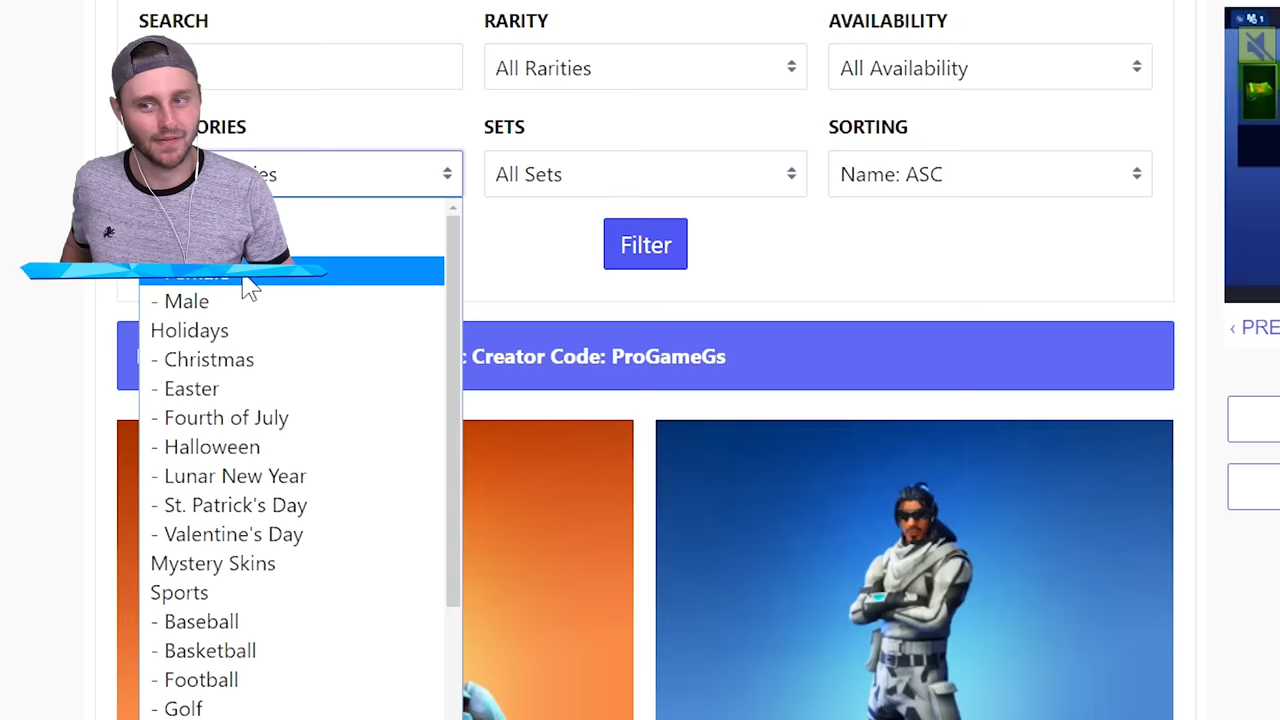 SEARCH
RARITY
AVAILABILITY
All Rarities
All Availability
ORIES
SETS
SORTING
ies
All Sets
Name: ASC
Filter
- Male
Holidays
- Christmas
- Easter
- Fourth of July
- Halloween
- Lunar New Year
- St. Patrick's Day
- Valentine's Day
Mystery Skins
Sports
- Baseball
- Basketball
- Football
- Golf
: Creator Code: ProGameGs
‹ PRE